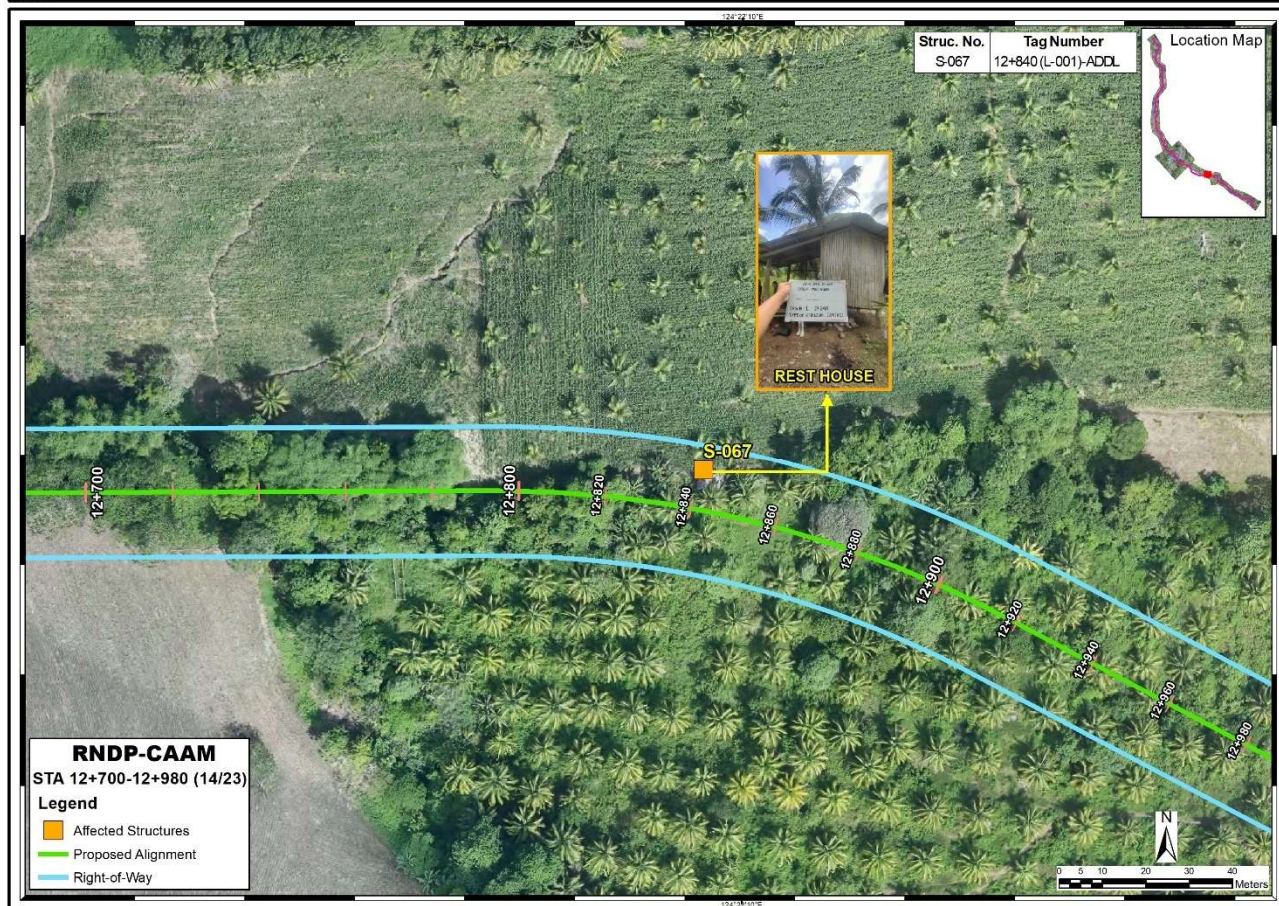 124°22'10"E
Struc. No. Tag Number
S-067 12+840 (L-001)-ADDL
Location Map
REST HOUSE
S-067
12+700
12+800
12+820
12+840
12+860
12+880
12+900
12+920
12+940
12+960
12+980
RNDP-CAAM
STA 12+700-12+980 (14/23)
Legend
Affected Structures
Proposed Alignment
Right-of-Way
N
0 5 10 20 30 40
Meters